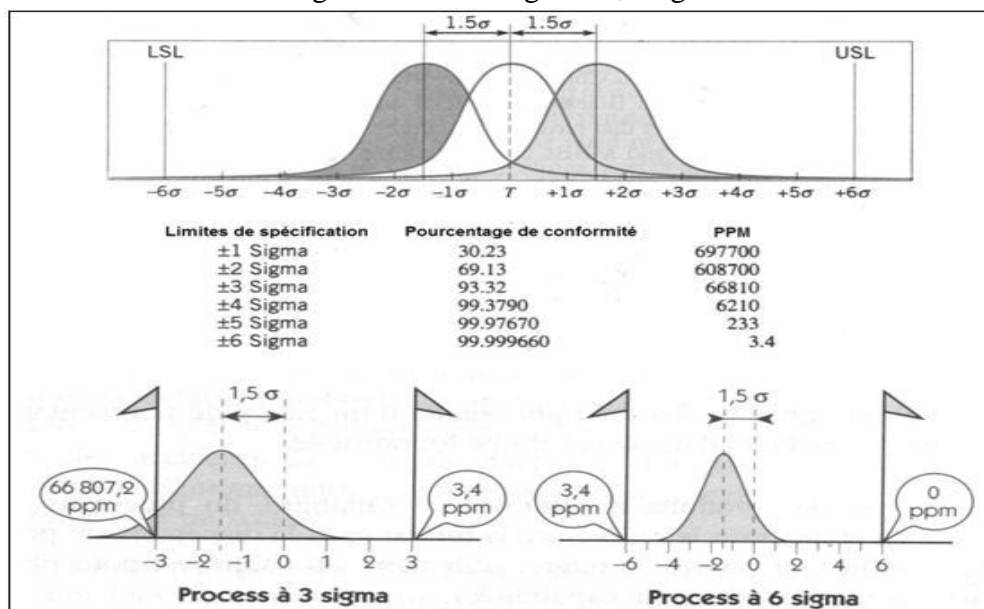 1.5σ 1.5σ
LSL USL
-6σ -5σ -4σ -3σ -2σ -1σ T +1σ +2σ +3σ +4σ +5σ +6σ
Limites de spécification Pourcentage de conformité PPM
±1 Sigma 30.23 697700
±2 Sigma 69.13 608700
±3 Sigma 93.32 66810
±4 Sigma 99.3790 6210
±5 Sigma 99.97670 233
±6 Sigma 99.999660 3.4
1,5 σ 1,5 σ
66 807,2 ppm 3,4 ppm 3,4 ppm 0 ppm
-3 -2 -1 0 1 2 3 -6 -4 -2 0 2 4 6
Process à 3 sigma Process à 6 sigma